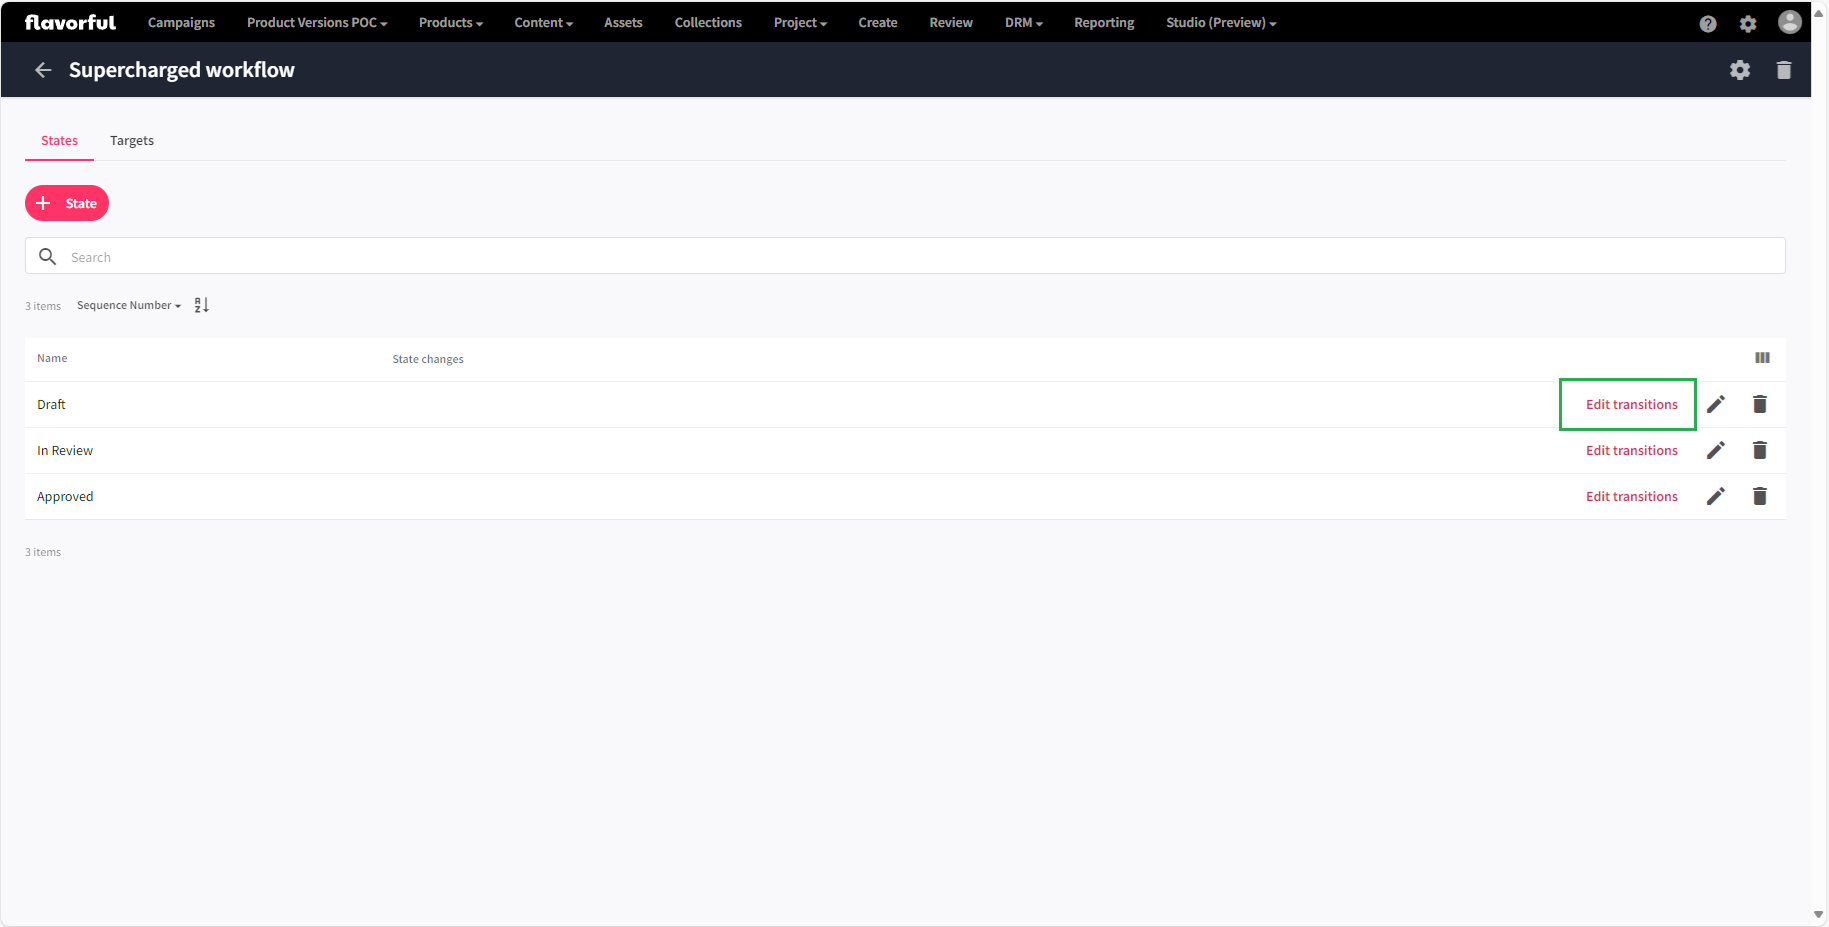 flavorful Campaigns Product Versions POC Products Content Assets Collections Project Create Review DRM Reporting Studio (Preview)
Supercharged workflow
States Targets
+ State
Search
3 items Sequence Number
Name State changes
Draft Edit transitions
In Review Edit transitions
Approved Edit transitions
3 items